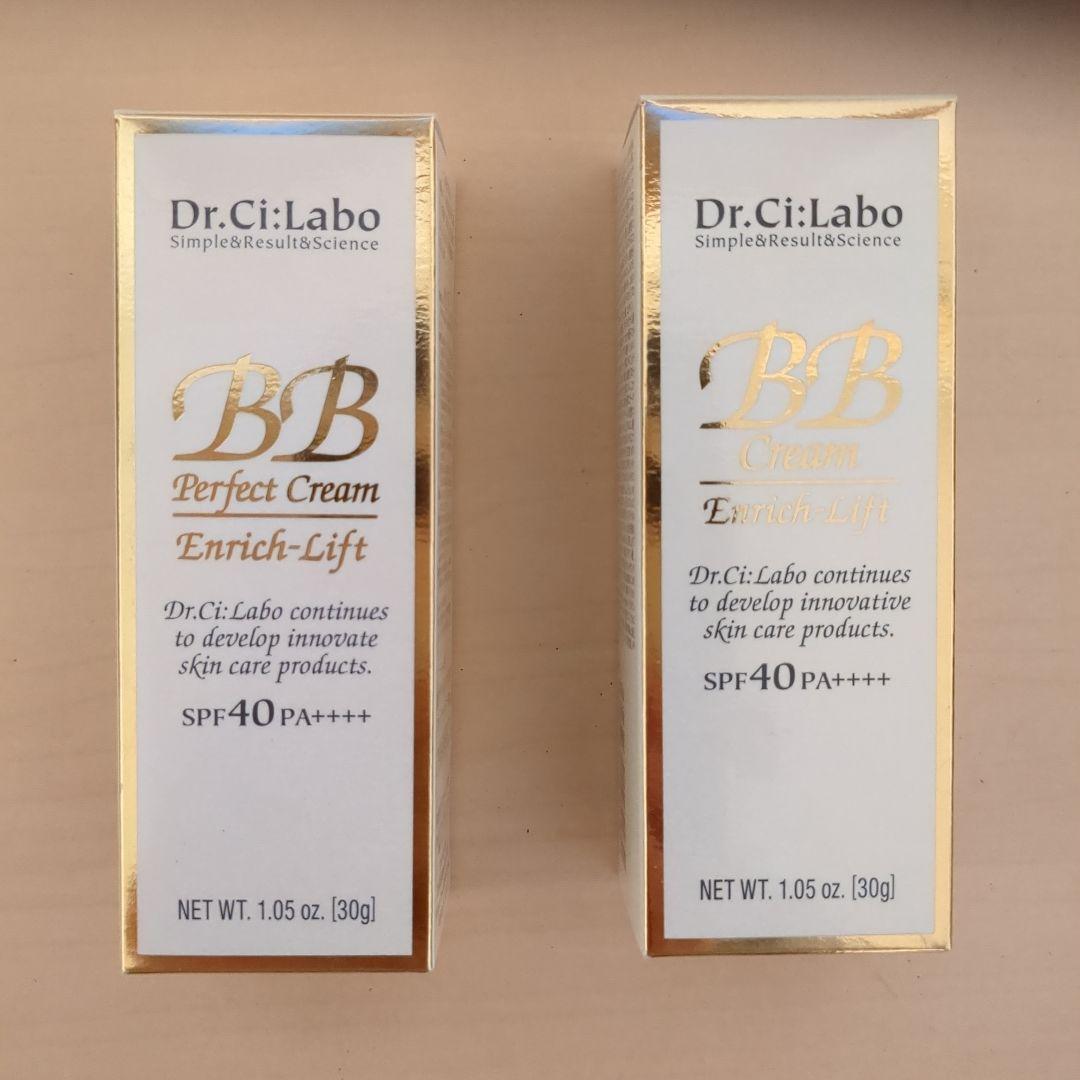 Dr.Ci:Labo
Simple&Result&Science
BB
Perfect Cream
Enrich-Lift
Dr.Ci:Labo continues
to develop innovate
skin care products.
SPF40 PA++++
NET WT. 1.05 oz. [30g]
Dr.Ci:Labo
Simple&Result&Science
BB
Cream
Enrich-Lift
Dr.Ci:Labo continues
to develop innovative
skin care products.
SPF40 PA++++
NET WT. 1.05 oz. [30g]